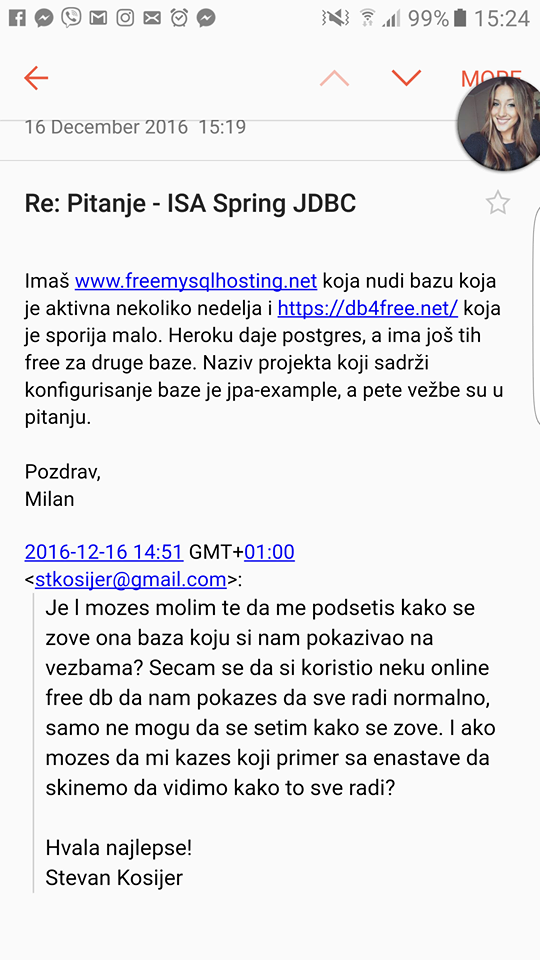 99% 15:24
MORE
16 December 2016 15:19
Re: Pitanje - ISA Spring JDBC
Imaš www.freemysqlhosting.net koja nudi bazu koja
je aktivna nekoliko nedelja i https://db4free.net/ koja
je sporija malo. Heroku daje postgres, a ima još tih
free za druge baze. Naziv projekta koji sadrži
konfigurisanje baze je jpa-example, a pete vežbe su u
pitanju.
Pozdrav,
Milan
2016-12-16 14:51 GMT+01:00
<stkosijer@gmail.com>:
Je l mozes molim te da me podsetis kako se
zove ona baza koju si nam pokazivao na
vezbama? Secam se da si koristio neku online
free db da nam pokazes da sve radi normalno,
samo ne mogu da se setim kako se zove. I ako
mozes da mi kazes koji primer sa enastave da
skinemo da vidimo kako to sve radi?
Hvala najlepse!
Stevan Kosijer